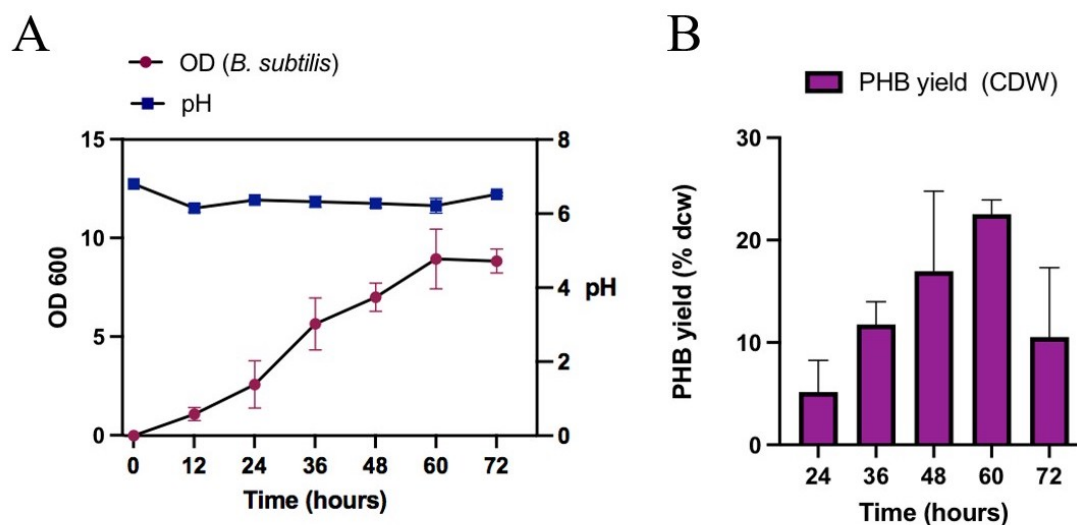 A
OD (B. subtilis)
pH
15
10
5
0
OD 600
8
6
4
2
0
pH
0 12 24 36 48 60 72
Time (hours)
B
PHB yield (CDW)
30
20
10
0
PHB yield (% dcw)
24 36 48 60 72
Time (hours)